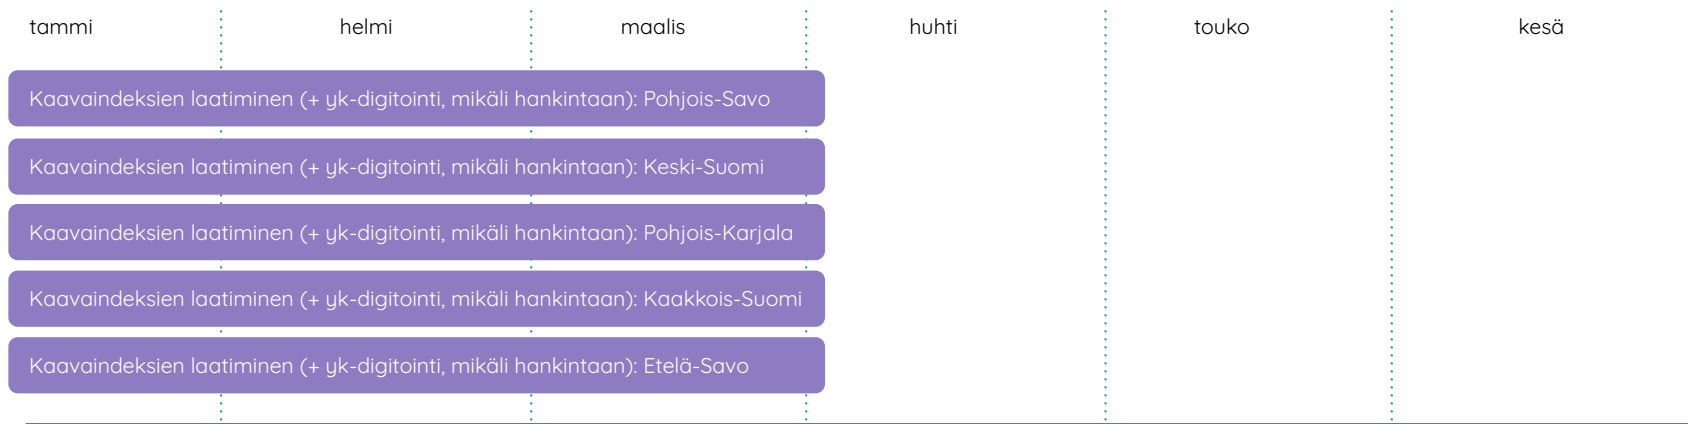 tammi helmi maalis huhti touko kesä
Kaavaindeksien laatiminen (+ yk-digitointi, mikäli hankintaan): Pohjois-Savo
Kaavaindeksien laatiminen (+ yk-digitointi, mikäli hankintaan): Keski-Suomi
Kaavaindeksien laatiminen (+ yk-digitointi, mikäli hankintaan): Pohjois-Karjala
Kaavaindeksien laatiminen (+ yk-digitointi, mikäli hankintaan): Kaakkois-Suomi
Kaavaindeksien laatiminen (+ yk-digitointi, mikäli hankintaan): Etelä-Savo